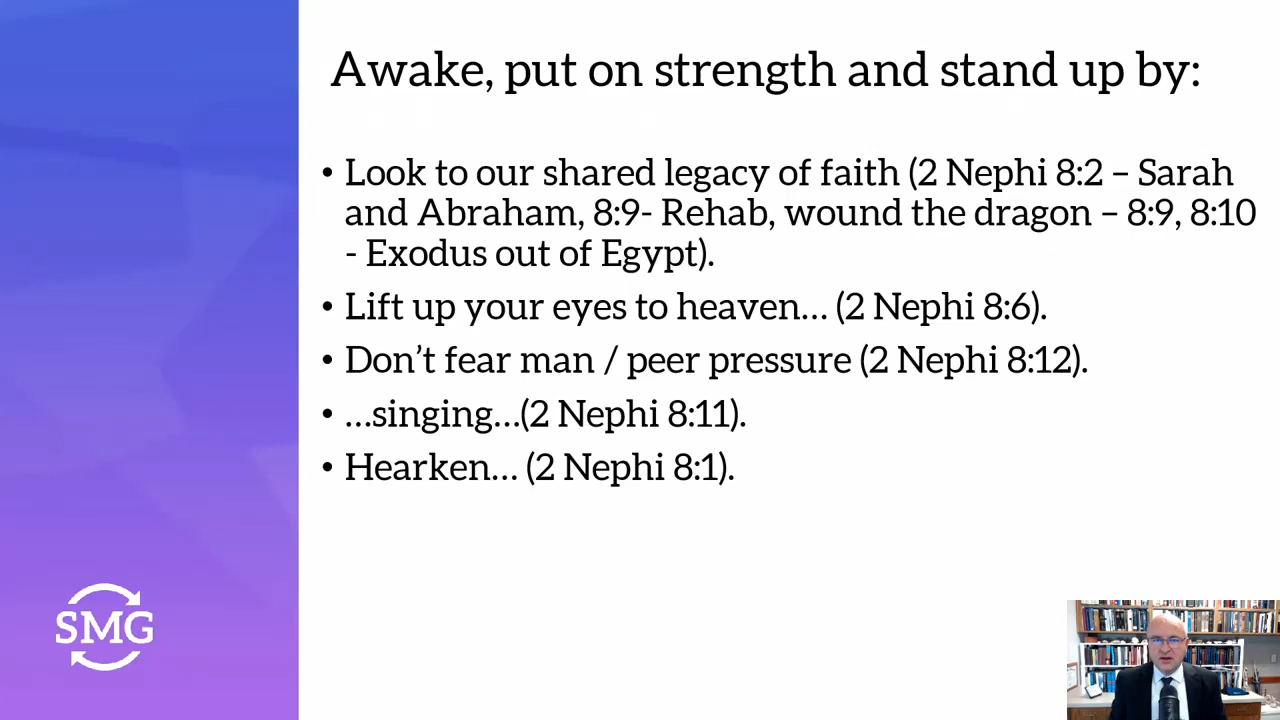 Awake, put on strength and stand up by:
• Look to our shared legacy of faith (2 Nephi 8:2 – Sarah
and Abraham, 8:9- Rehab, wound the dragon – 8:9, 8:10
- Exodus out of Egypt).
• Lift up your eyes to heaven… (2 Nephi 8:6).
• Don’t fear man / peer pressure (2 Nephi 8:12).
• …singing…(2 Nephi 8:11).
• Hearken… (2 Nephi 8:1).
SMG